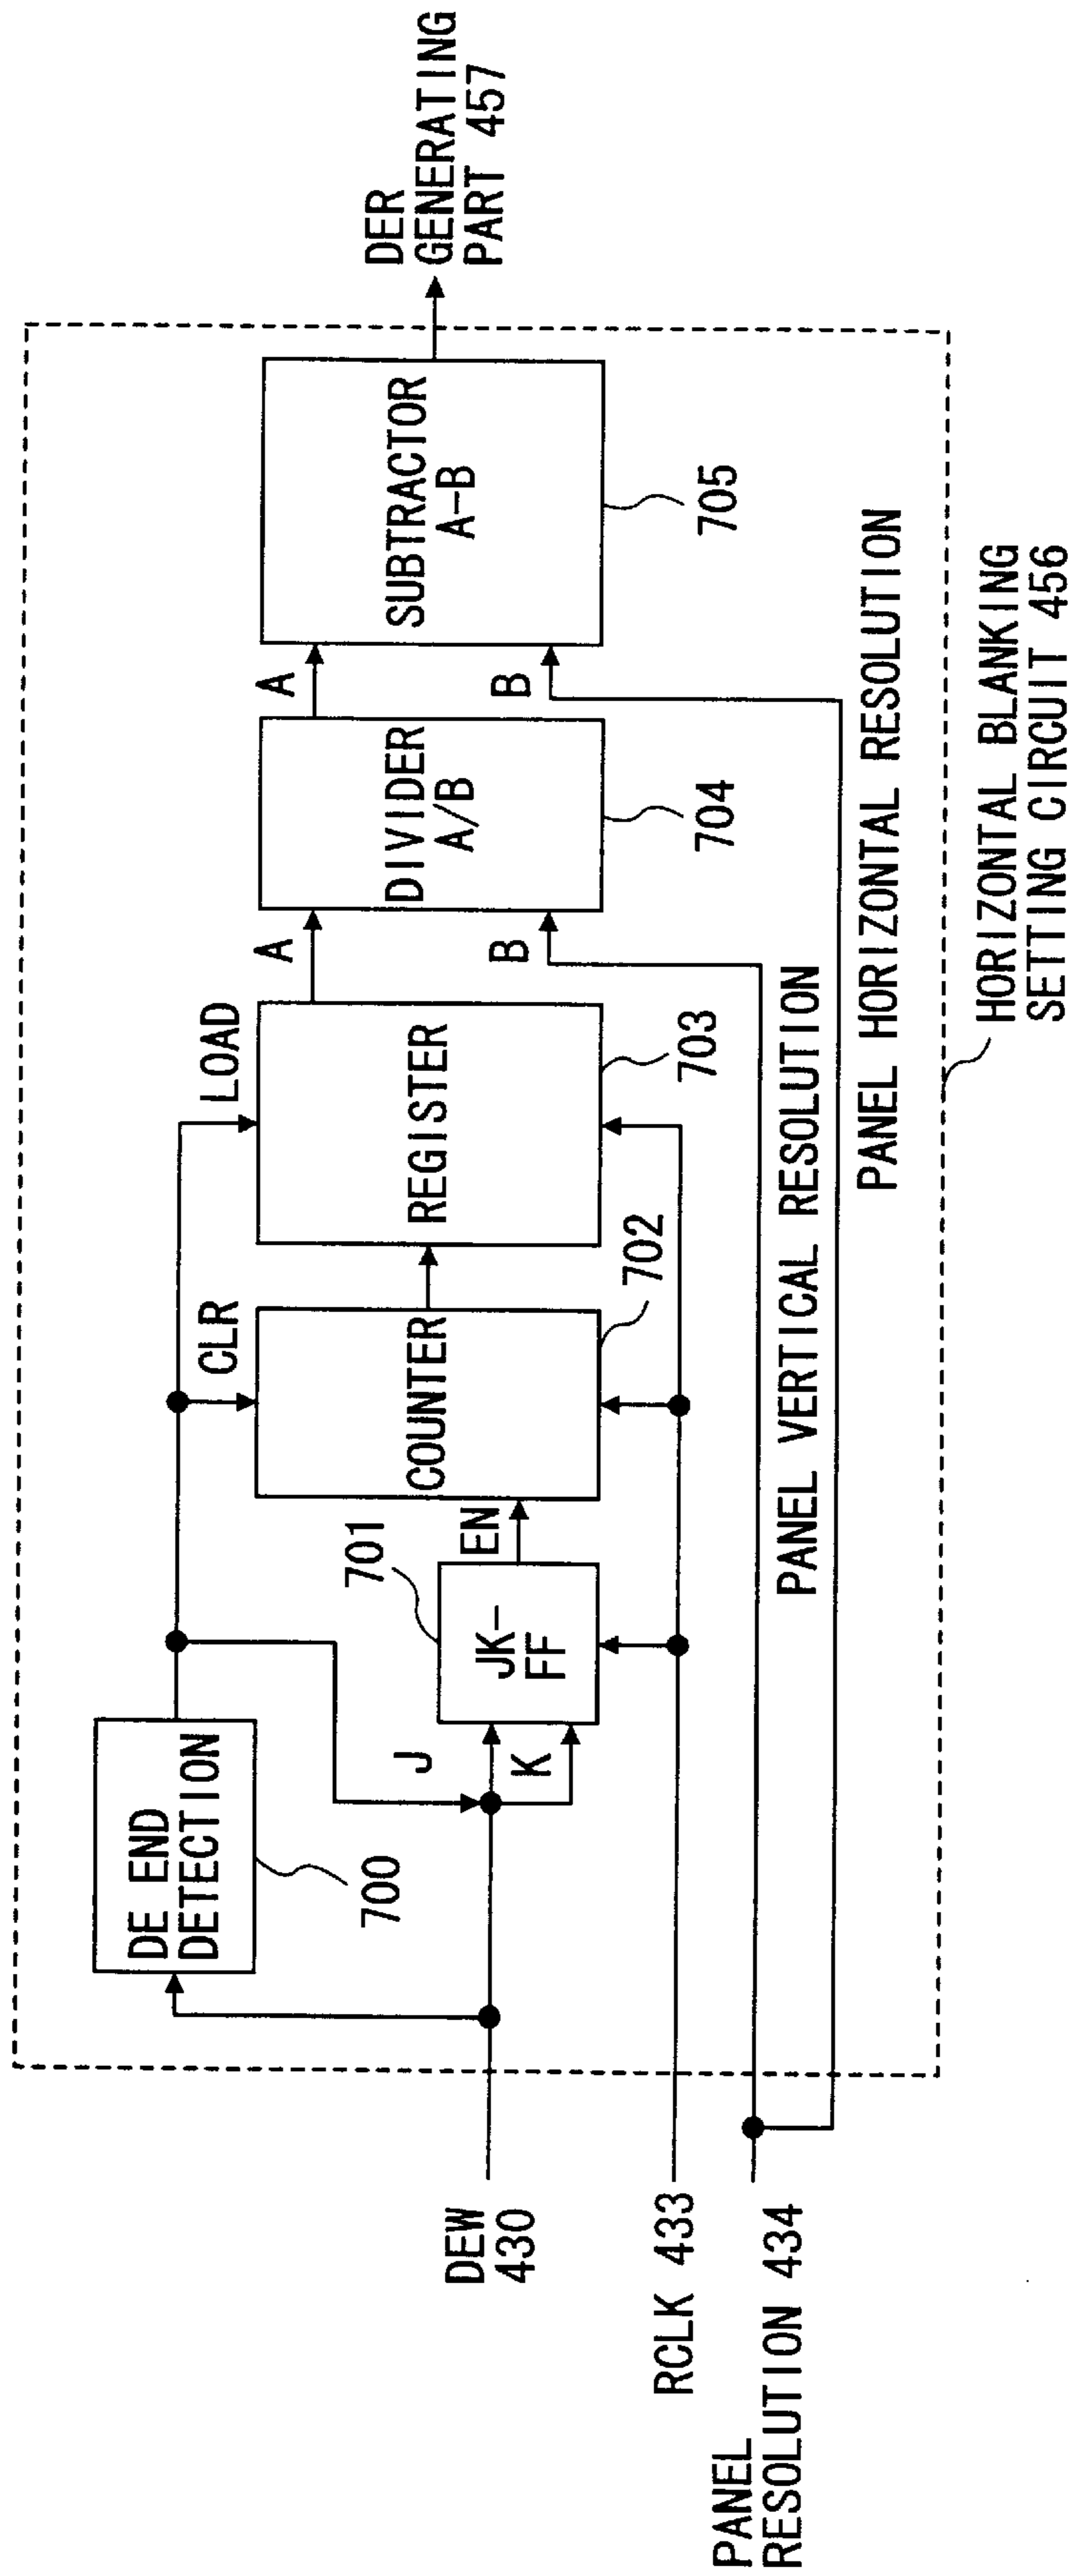 DER
GENERATING
PART 457
SUBTRACTOR
A-B
705
A
B
DIVIDER
A/B
704
A
B
LOAD
REGISTER
703
CLR
COUNTER
702
EN
701
JK-
FF
J
K
DE END
DETECTION
700
PANEL VERTICAL RESOLUTION
PANEL HORIZONTAL RESOLUTION
HORIZONTAL BLANKING
SETTING CIRCUIT 456
DEW
430
RCLK 433
PANEL
RESOLUTION 434